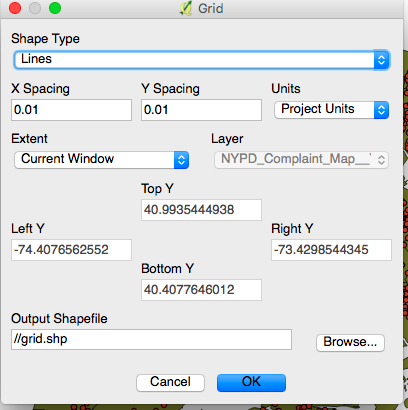 Grid
Shape Type
Lines
X Spacing Y Spacing Units
0.01 0.01 Project Units
Extent Layer
Current Window NYPD_Complaint_Map__
Top Y
40.9935444938
Left Y Right Y
-74.4076562552 -73.4298544345
Bottom Y
40.4077646012
Output Shapefile
//grid.shp Browse...
Cancel OK